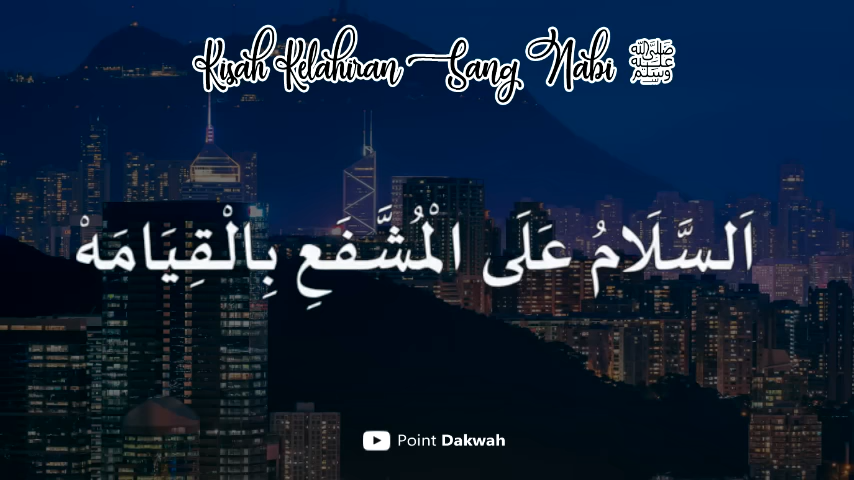 Kisah Kelahiran Sang Nabi ﷺ
اَلسَّلَامُ عَلَى الْمُشَّفَعِ بِالْقِيَامَهْ
Point Dakwah